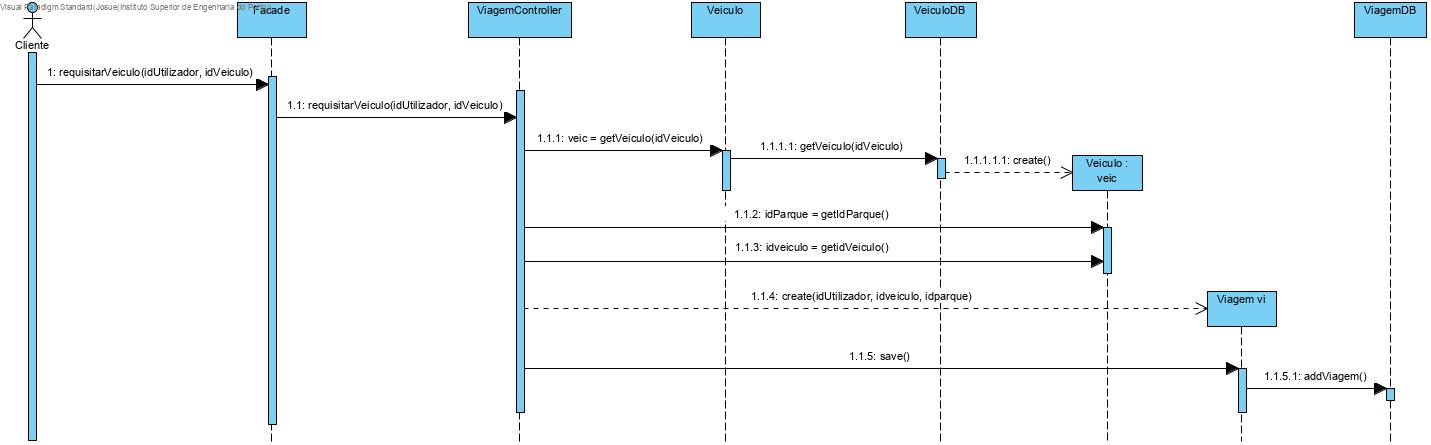 Visual Paradigm Standard(Josue(Instituto Superior de Engenharia do Porto))
Facade
ViagemController
Veiculo
VeiculoDB
ViagemDB
Cliente
1: requisitarVeiculo(idUtilizador, idVeiculo)
1.1: requisitarVeiculo(idUtilizador, idVeiculo)
1.1.1: veic = getVeiculo(idVeiculo)
1.1.1.1: getVeiculo(idVeiculo)
1.1.1.1.1: create()
Veiculo :
veic
1.1.2: idParque = getIdParque()
1.1.3: idveiculo = getidVeiculo()
1.1.4: create(idUtilizador, idveiculo, idparque)
Viagem vi
1.1.5: save()
1.1.5.1: addViagem()